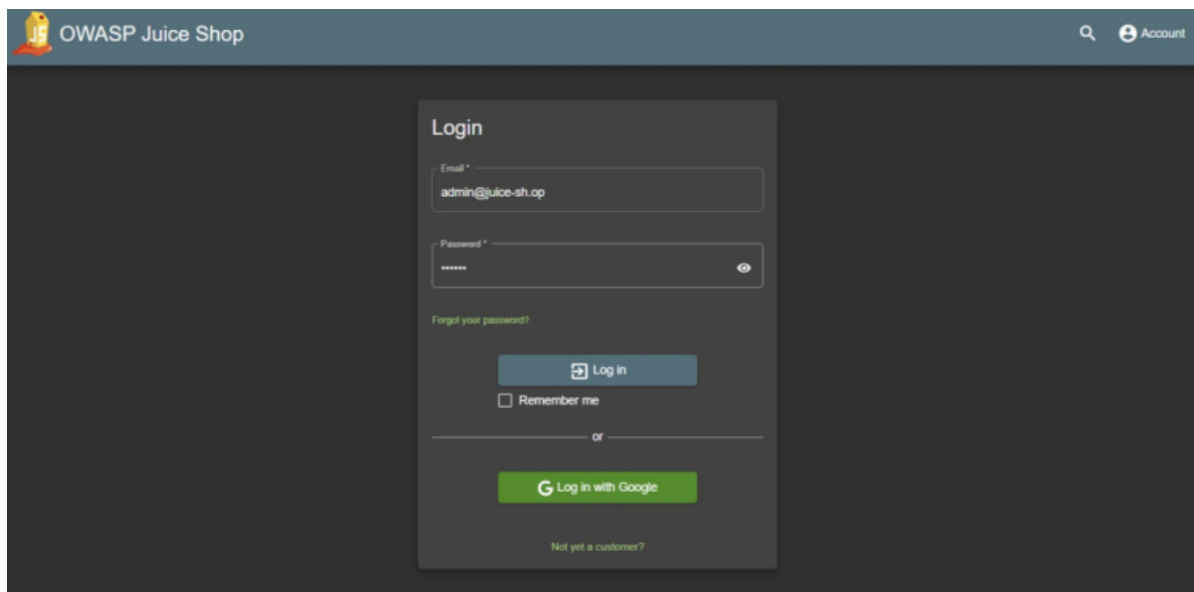 OWASP Juice Shop
Account
Login
Email *
admin@juice-sh.op
Password *
••••••
Forgot your password?
Log in
Remember me
or
Log in with Google
Not yet a customer?